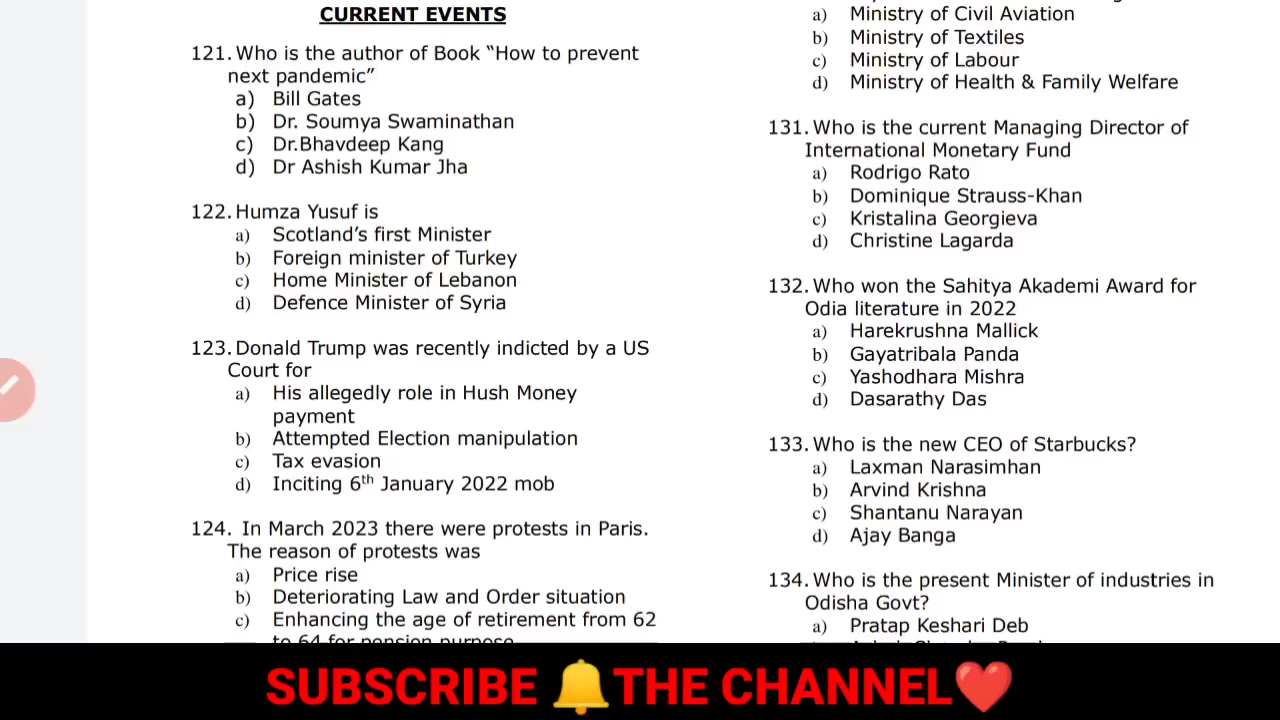 CURRENT EVENTS
121. Who is the author of Book “How to prevent
next pandemic”
a) Bill Gates
b) Dr. Soumya Swaminathan
c) Dr.Bhavdeep Kang
d) Dr Ashish Kumar Jha
122. Humza Yusuf is
a) Scotland’s first Minister
b) Foreign minister of Turkey
c) Home Minister of Lebanon
d) Defence Minister of Syria
123. Donald Trump was recently indicted by a US
Court for
a) His allegedly role in Hush Money
payment
b) Attempted Election manipulation
c) Tax evasion
d) Inciting 6th January 2022 mob
124. In March 2023 there were protests in Paris.
The reason of protests was
a) Price rise
b) Deteriorating Law and Order situation
c) Enhancing the age of retirement from 62
to 64 for pension purpose
a) Ministry of Civil Aviation
b) Ministry of Textiles
c) Ministry of Labour
d) Ministry of Health & Family Welfare
131. Who is the current Managing Director of
International Monetary Fund
a) Rodrigo Rato
b) Dominique Strauss-Khan
c) Kristalina Georgieva
d) Christine Lagarda
132. Who won the Sahitya Akademi Award for
Odia literature in 2022
a) Harekrushna Mallick
b) Gayatribala Panda
c) Yashodhara Mishra
d) Dasarathy Das
133. Who is the new CEO of Starbucks?
a) Laxman Narasimhan
b) Arvind Krishna
c) Shantanu Narayan
d) Ajay Banga
134. Who is the present Minister of industries in
Odisha Govt?
a) Pratap Keshari Deb
SUBSCRIBE 🔔 THE CHANNEL❤️